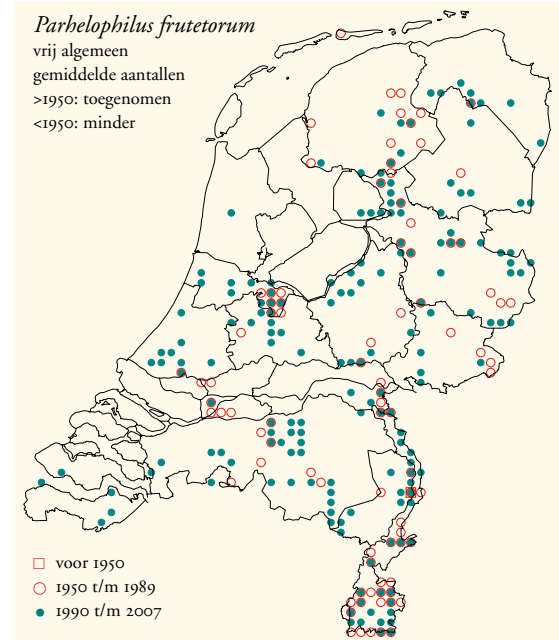 Parhelophilus frutetorum
vrij algemeen
gemiddelde aantallen
>1950: toegenomen
<1950: minder
voor 1950
1950 t/m 1989
1990 t/m 2007